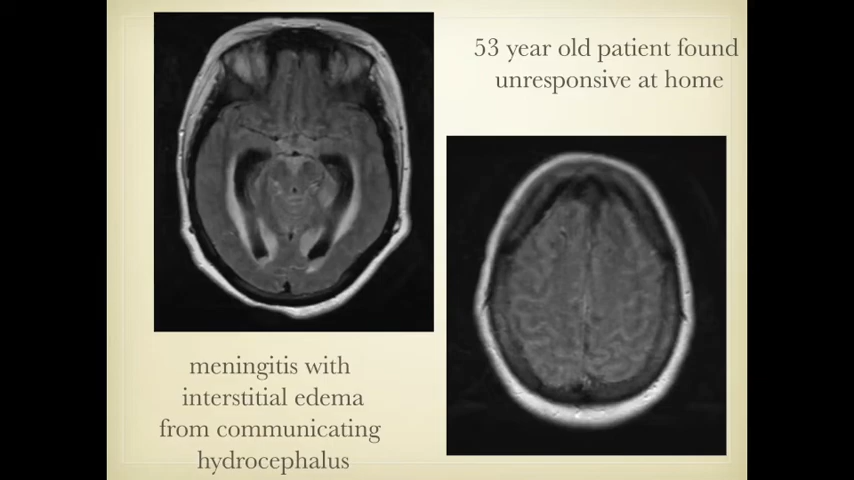 53 year old patient found
unresponsive at home
meningitis with
interstitial edema
from communicating
hydrocephalus